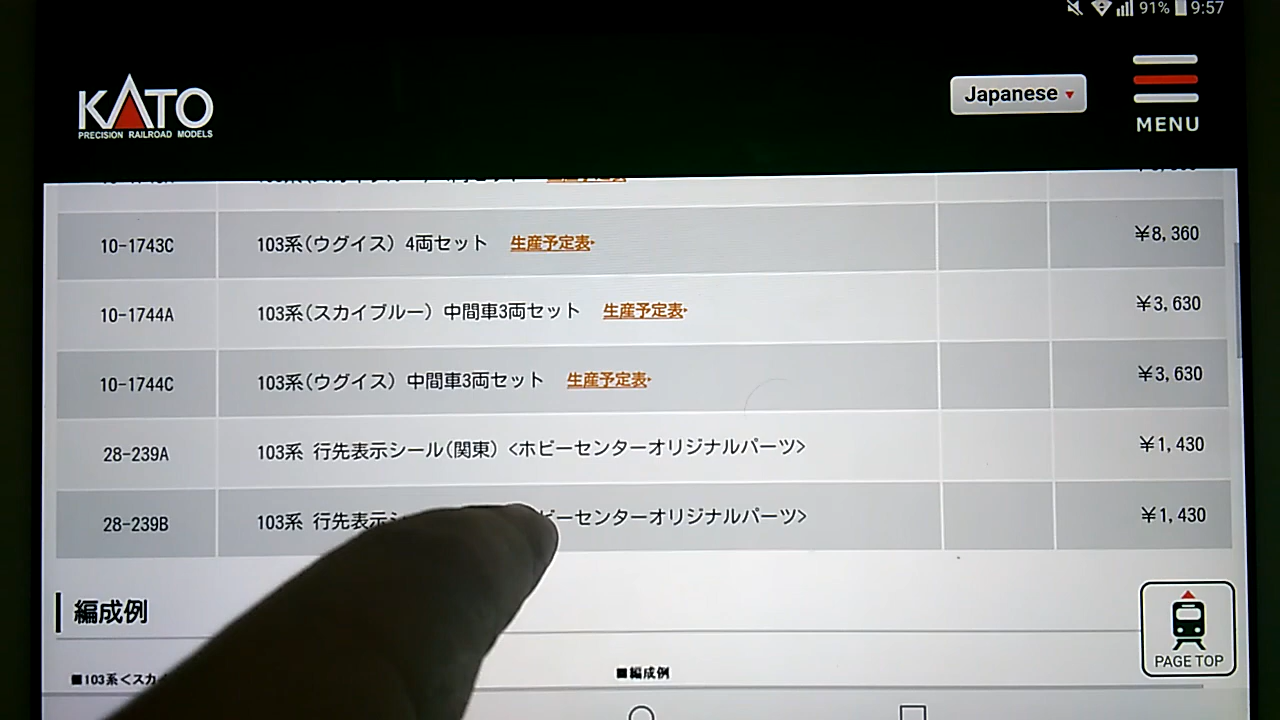 91% 9:57
KATO
PRECISION RAILROAD MODELS
Japanese
MENU
10-1743C 103系(ウグイス) 4両セット 生産予定表 ¥8,360
10-1744A 103系(スカイブルー) 中間車3両セット 生産予定表 ¥3,630
10-1744C 103系(ウグイス) 中間車3両セット 生産予定表 ¥3,630
28-239A 103系 行先表示シール(関東) <ホビーセンターオリジナルパーツ> ¥1,430
28-239B 103系 行先表示 ビーセンターオリジナルパーツ> ¥1,430
編成例
PAGE TOP
■103系<スカ ■編成例